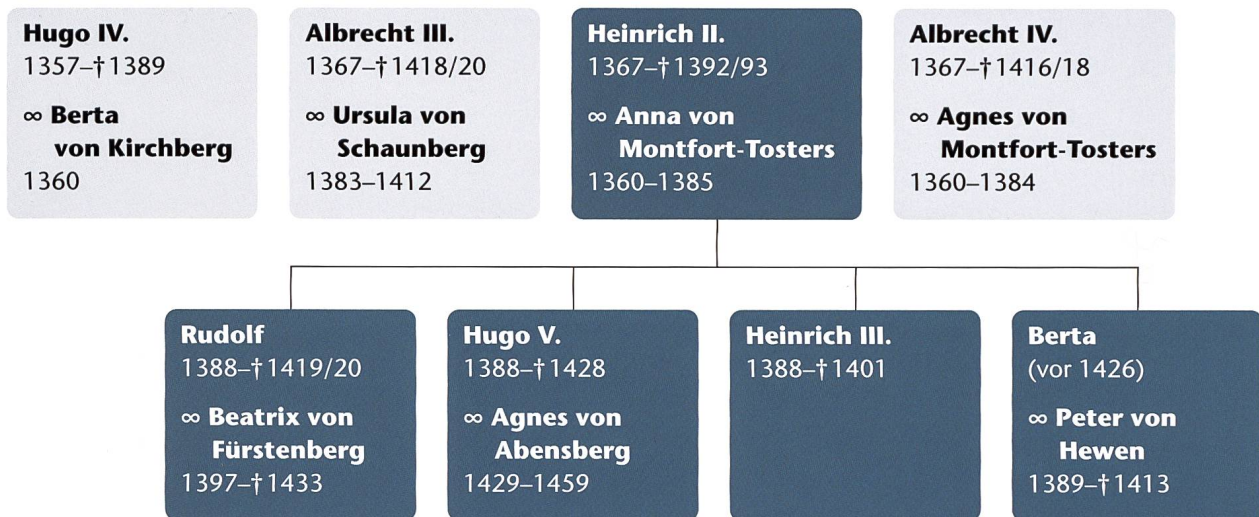 Hugo IV.
1357–†1389
∞ Berta
von Kirchberg
1360
Albrecht III.
1367–†1418/20
∞ Ursula von
Schaunberg
1383–1412
Heinrich II.
1367–†1392/93
∞ Anna von
Montfort-Tosters
1360–1385
Albrecht IV.
1367–†1416/18
∞ Agnes von
Montfort-Tosters
1360–1384
Rudolf
1388–†1419/20
∞ Beatrix von
Fürstenberg
1397–†1433
Hugo V.
1388–†1428
∞ Agnes von
Abensberg
1429–1459
Heinrich III.
1388–†1401
Berta
(vor 1426)
∞ Peter von
Hewen
1389–†1413